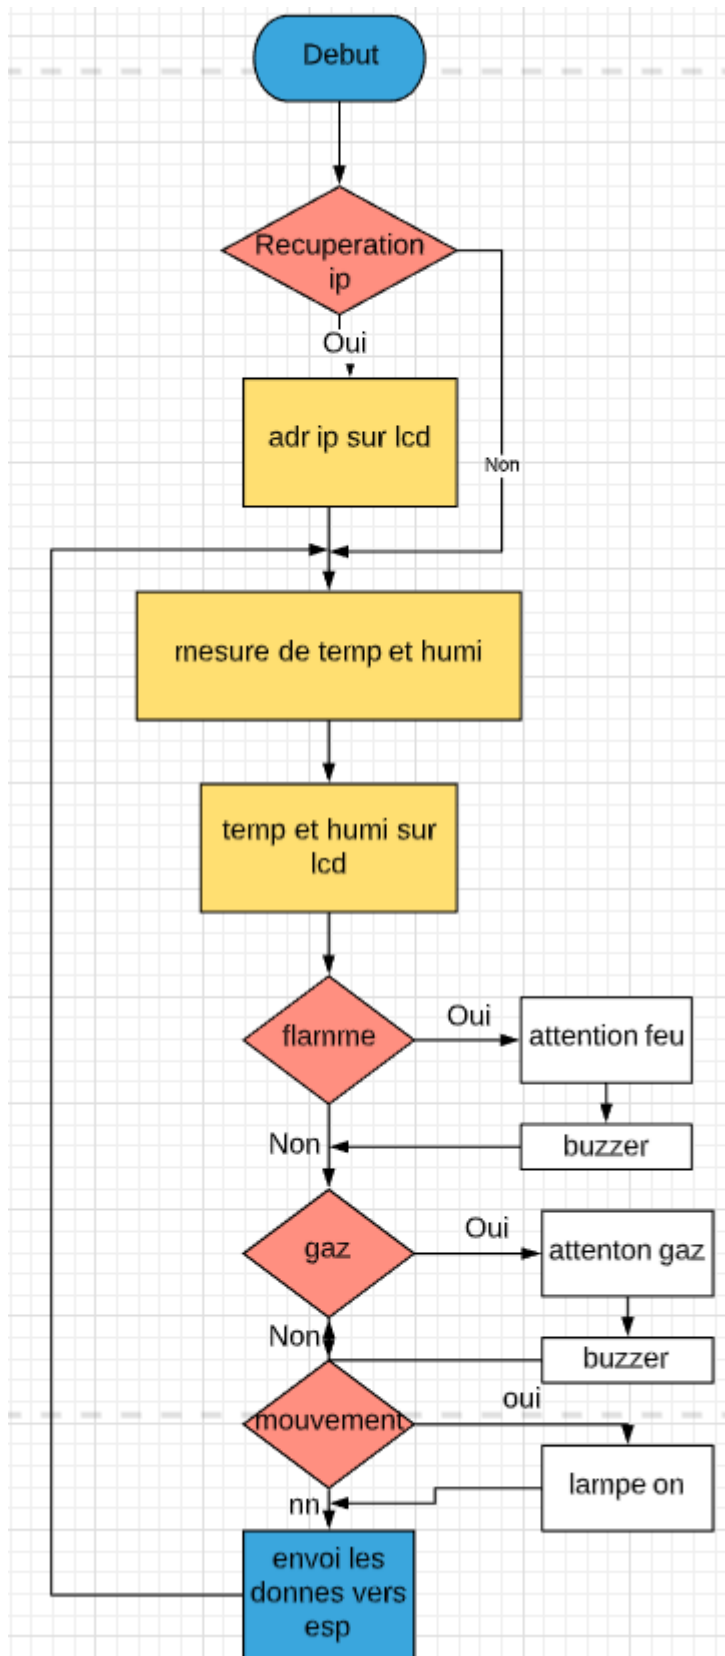 Debut
Recuperation
ip
Oui
adr ip sur lcd
Non
mesure de temp et humi
temp et humi sur
lcd
flamme
Oui
attention feu
Non
buzzer
gaz
Oui
attenton gaz
Non
buzzer
mouvement
oui
lampe on
nn
envoi les
donnes vers
esp